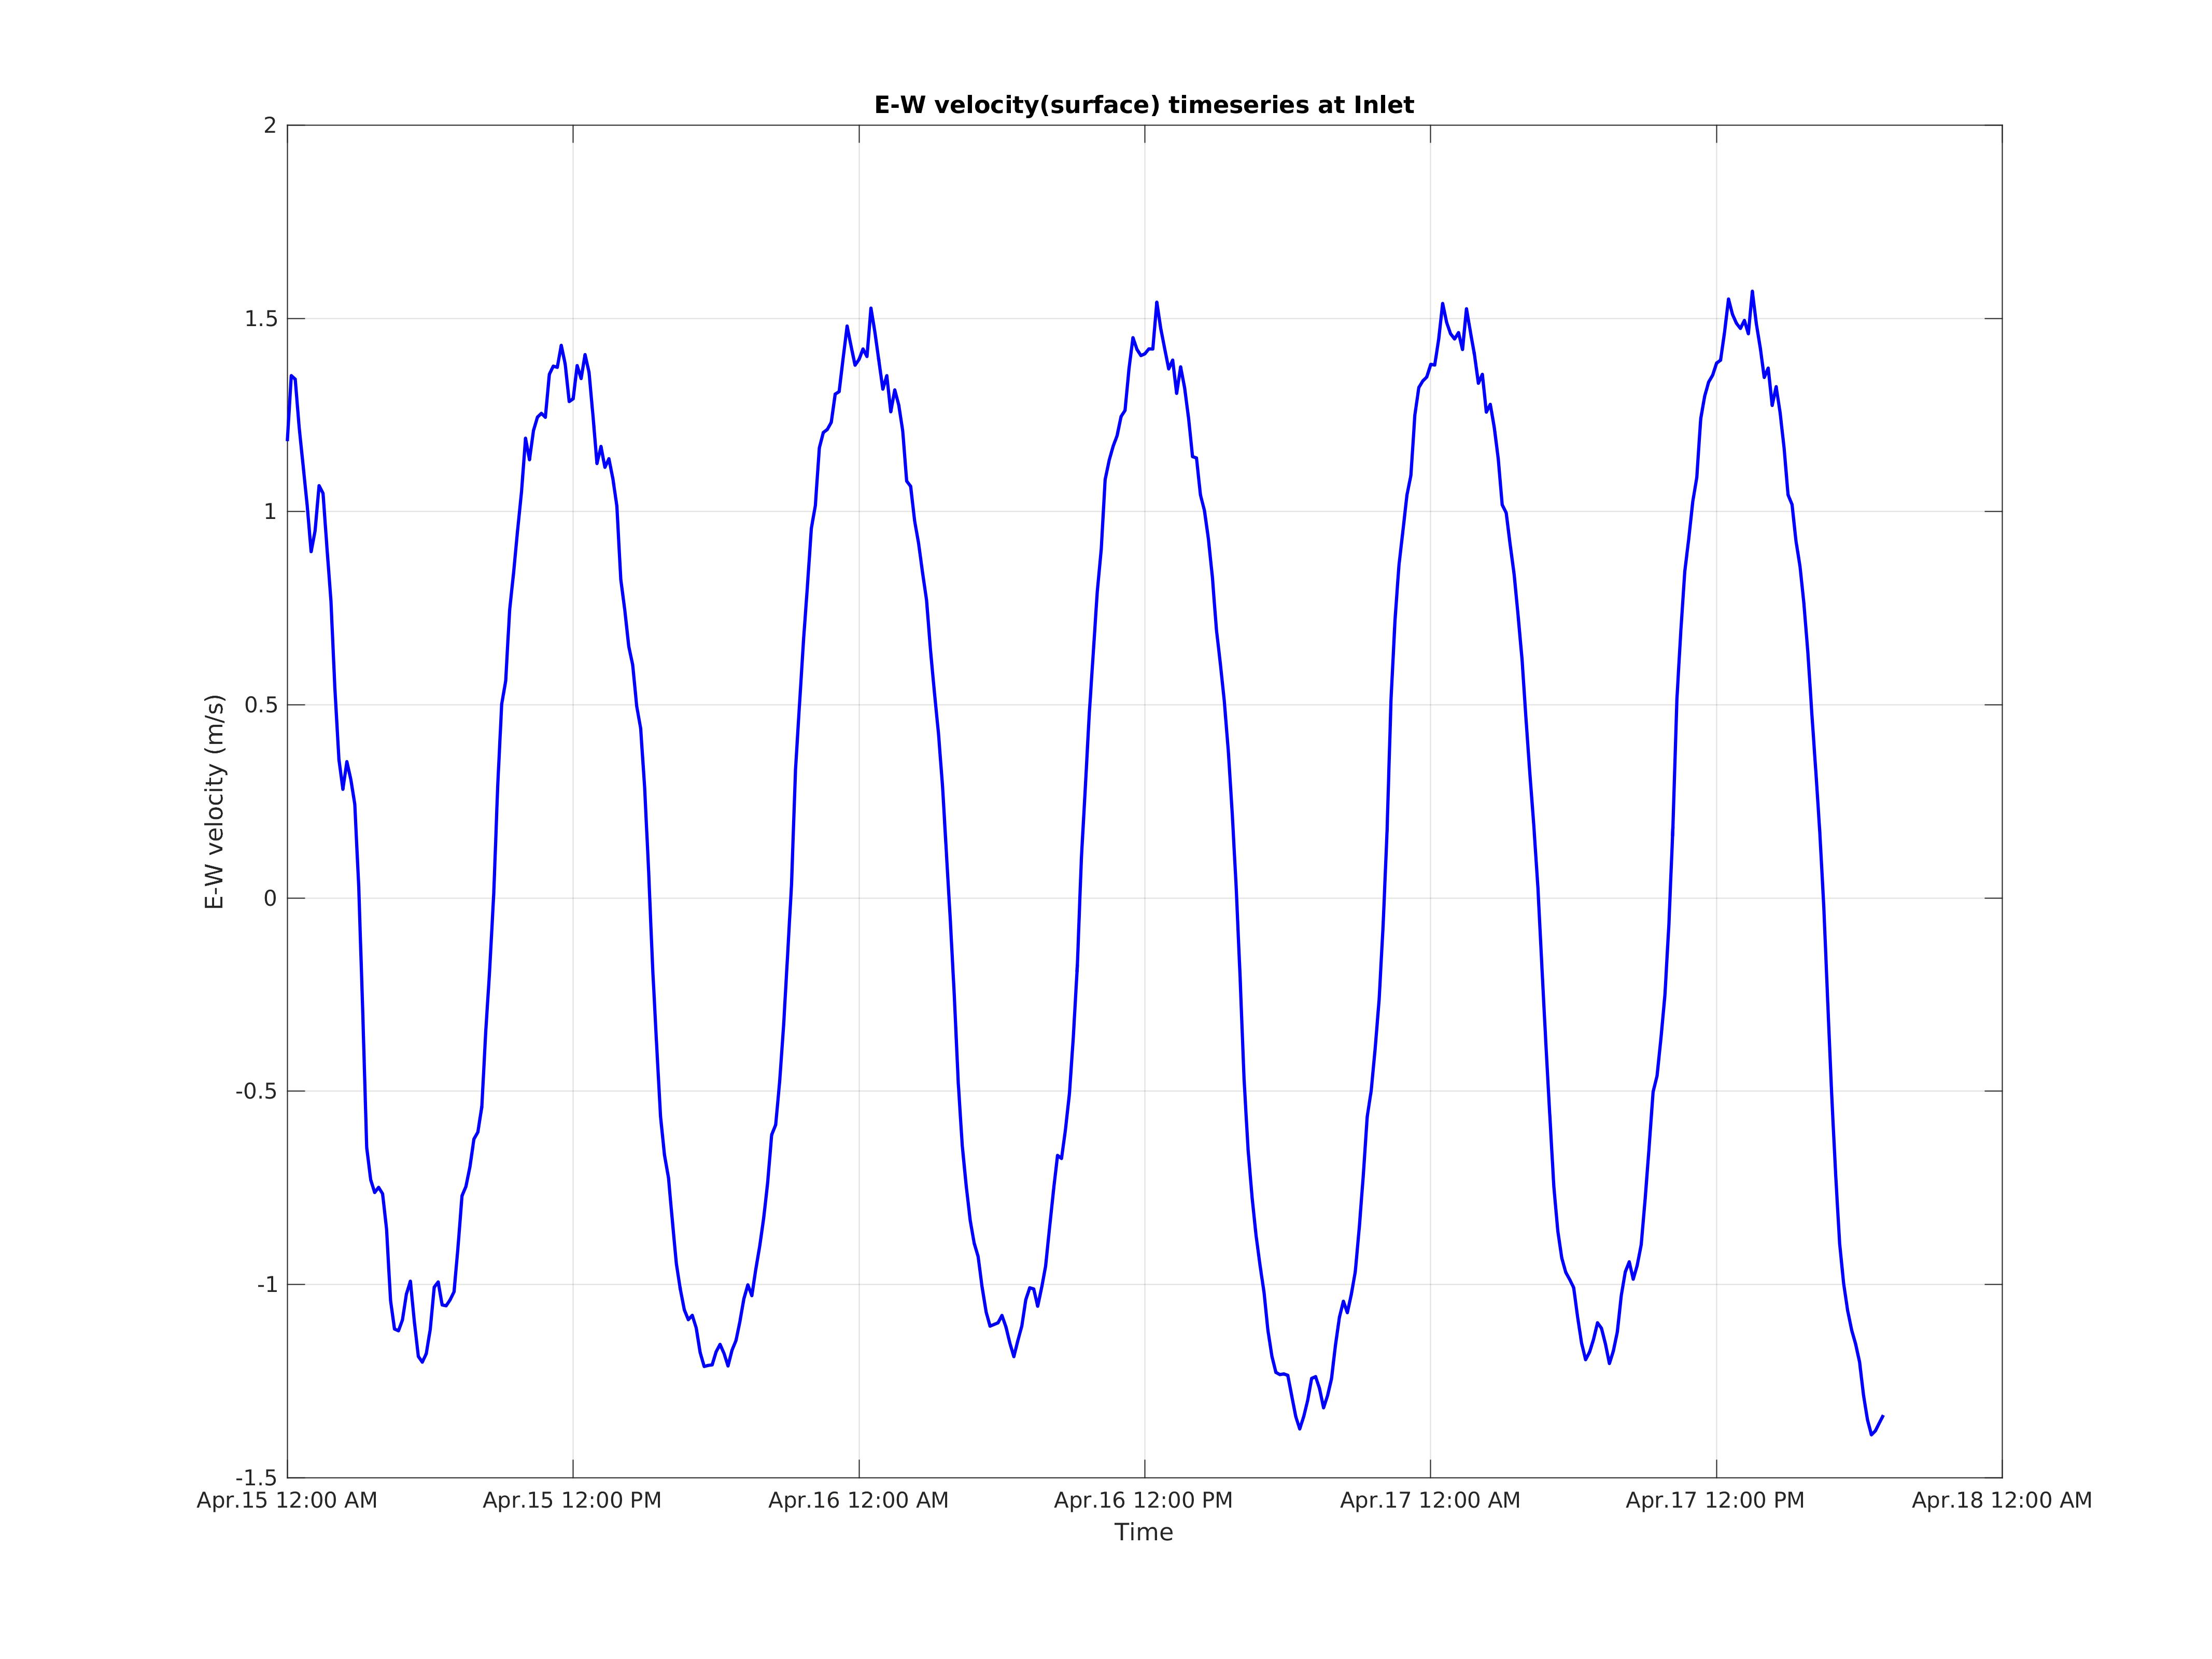 E-W velocity(surface) timeseries at Inlet
2
1.5
1
0.5
0
-0.5
-1
-1.5
E-W velocity (m/s)
Apr.15 12:00 AM
Apr.15 12:00 PM
Apr.16 12:00 AM
Apr.16 12:00 PM
Apr.17 12:00 AM
Apr.17 12:00 PM
Apr.18 12:00 AM
Time